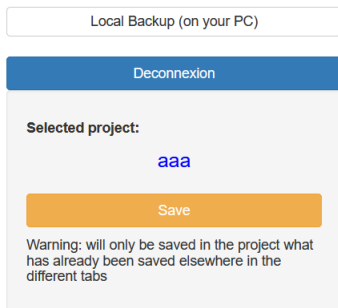 Local Backup (on your PC)
Deconnexion
Selected project:
aaa
Save
Warning: will only be saved in the project what
has already been saved elsewhere in the
different tabs